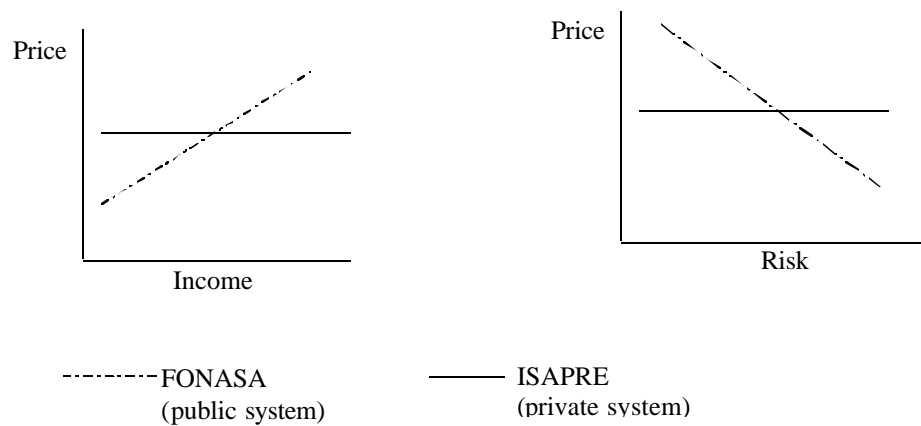 Price
Income
Price
Risk
FONASA
(public system)
ISAPRE
(private system)